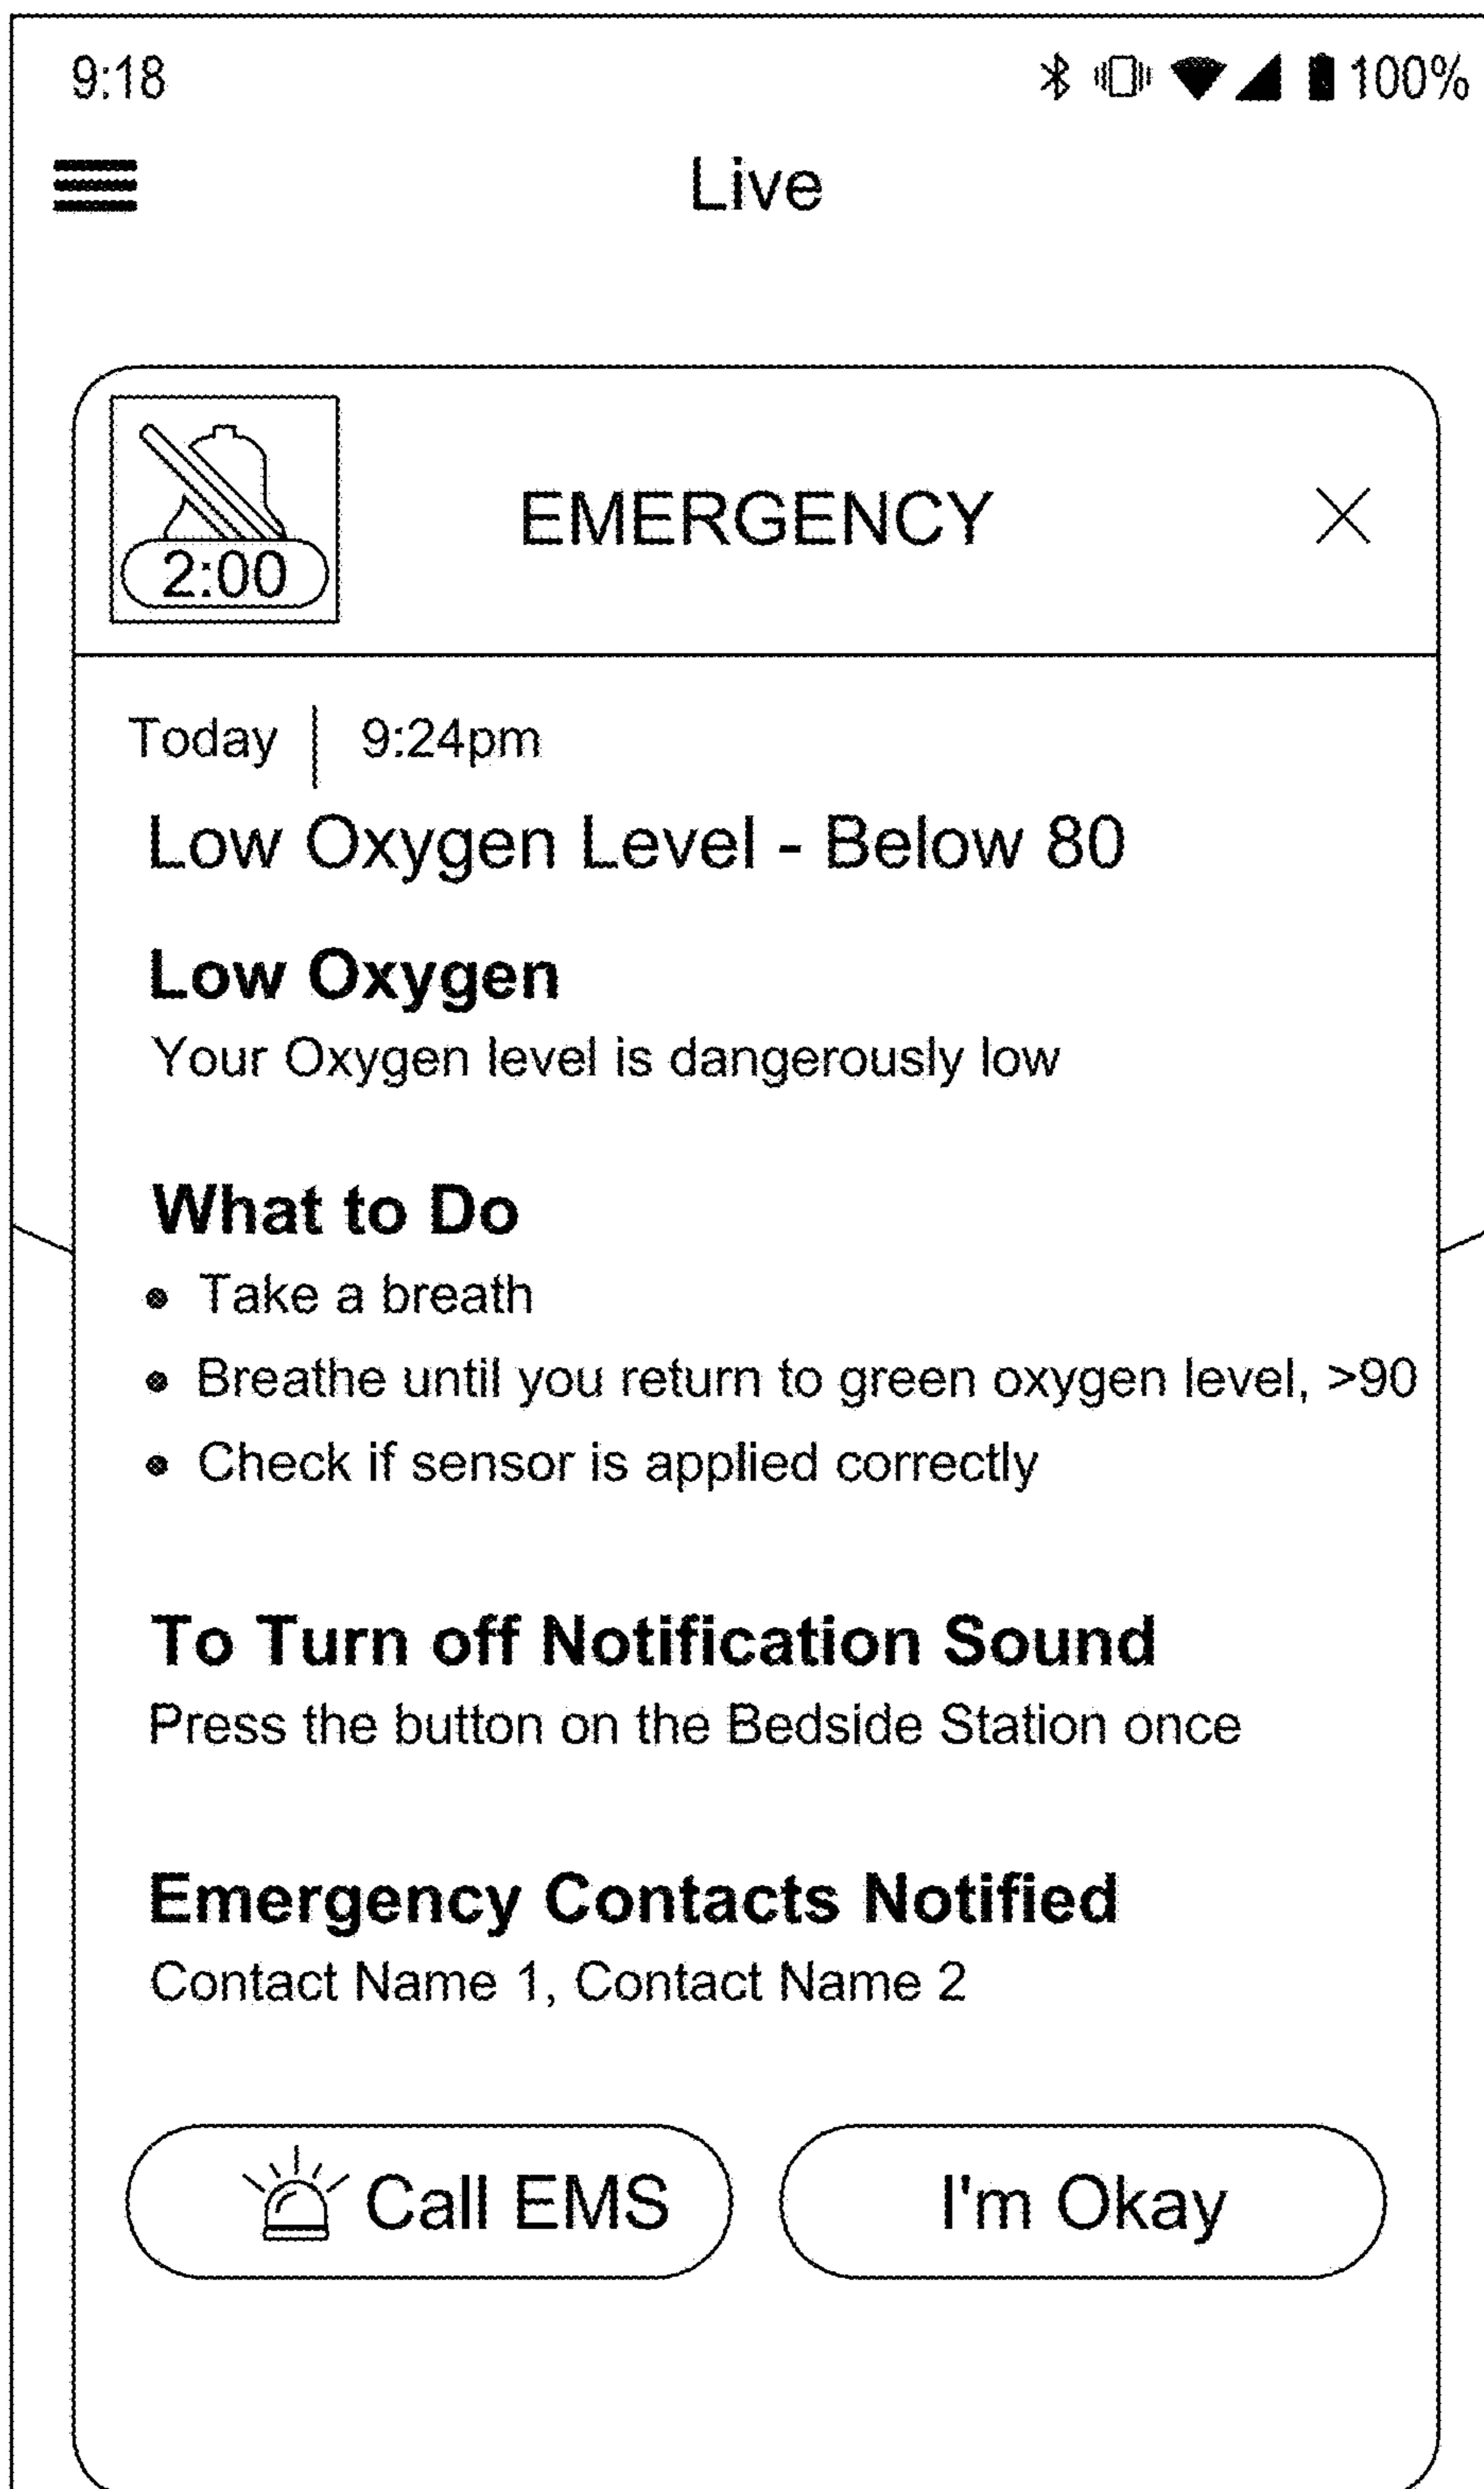 9:18 100%
Live
EMERGENCY
2:00
Today | 9:24pm
Low Oxygen Level - Below 80
Low Oxygen
Your Oxygen level is dangerously low
What to Do
• Take a breath
• Breathe until you return to green oxygen level, >90
• Check if sensor is applied correctly
To Turn off Notification Sound
Press the button on the Bedside Station once
Emergency Contacts Notified
Contact Name 1, Contact Name 2
Call EMS I'm Okay